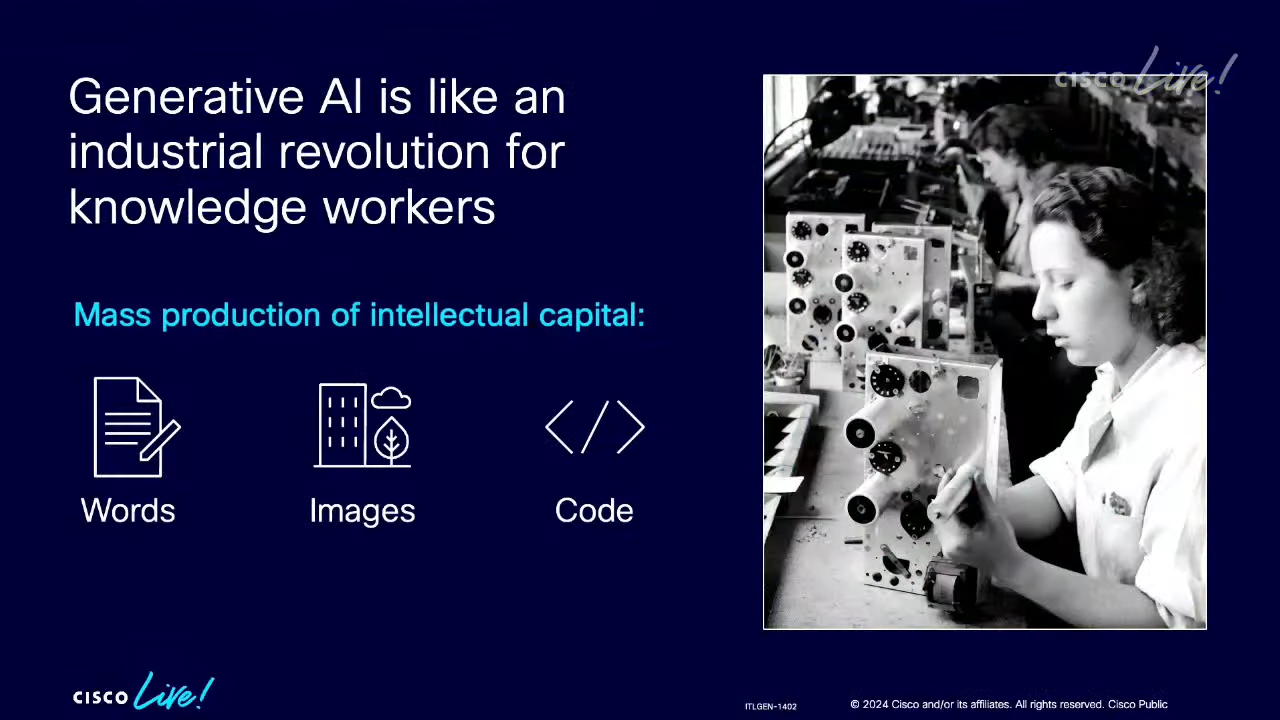 CISCO Live!
Generative AI is like an
industrial revolution for
knowledge workers
Mass production of intellectual capital:
Words
Images
Code
CISCO Live!
ITLGEN-1402
© 2024 Cisco and/or its affiliates. All rights reserved. Cisco Public